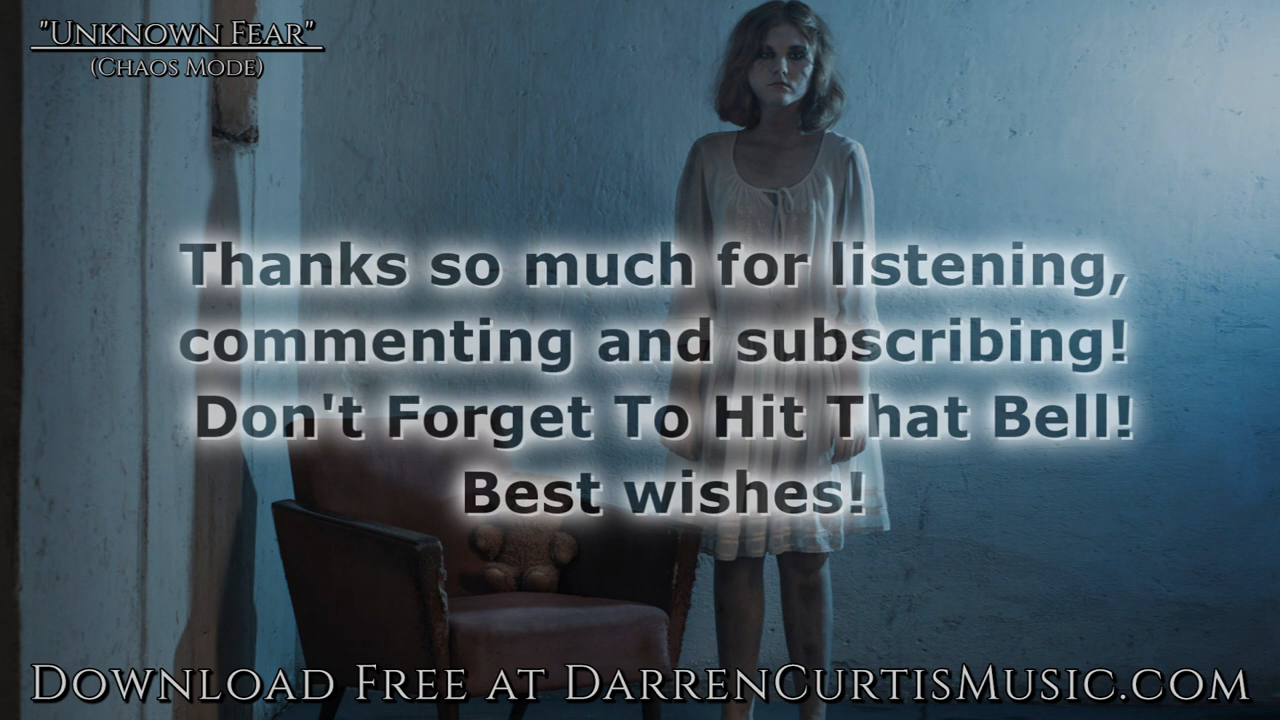 "Unknown Fear"
(Chaos Mode)
Thanks so much for listening,
commenting and subscribing!
Don't Forget To Hit That Bell!
Best wishes!
Download Free at DarrenCurtisMusic.com